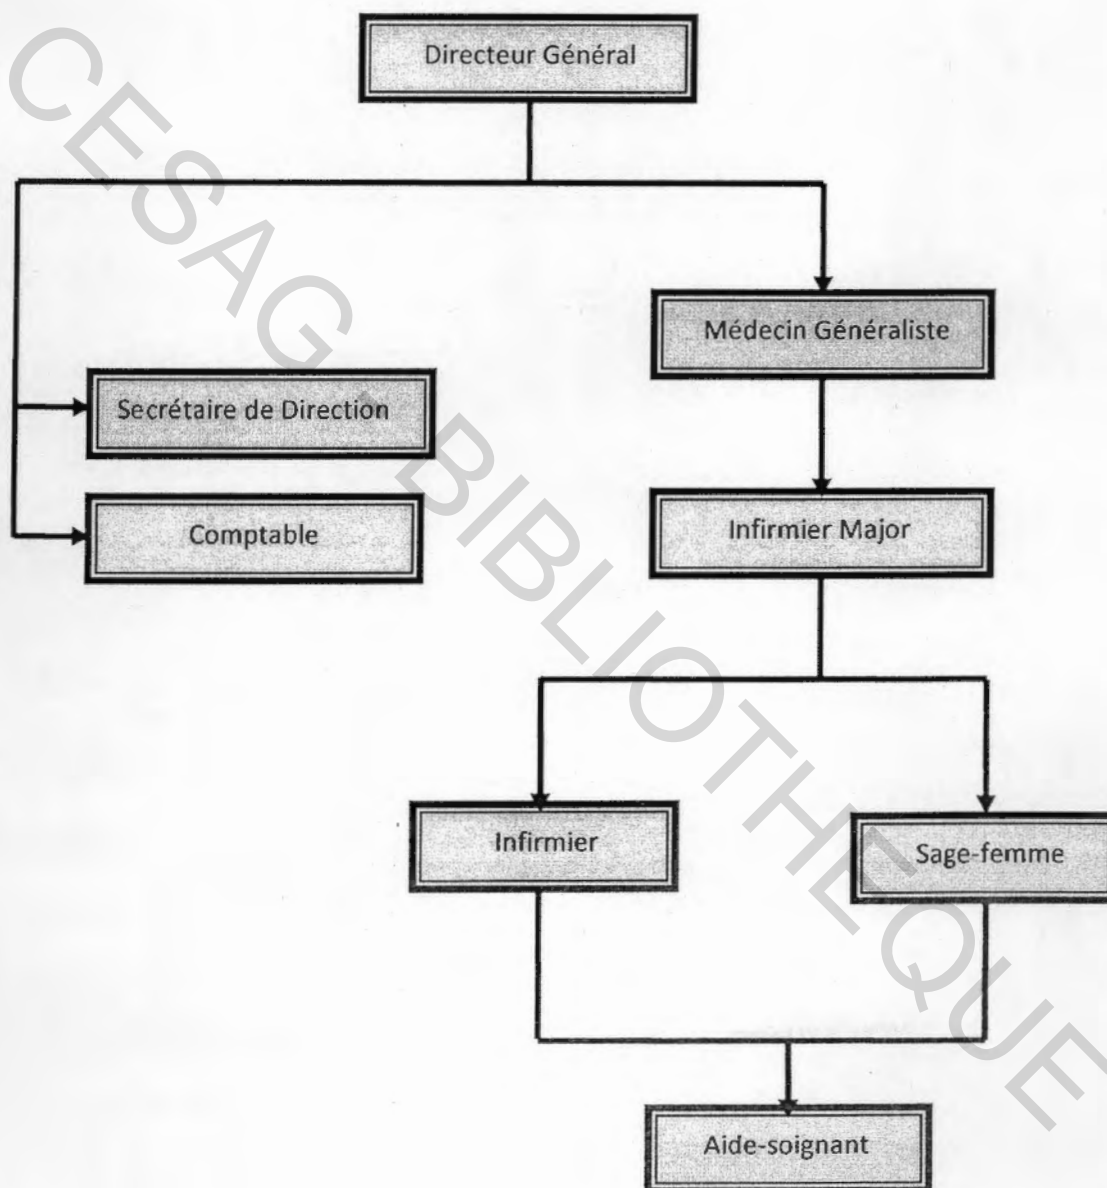 Directeur Général
Médecin Généraliste
Secrétaire de Direction
Comptable
Infirmier Major
Infirmier
Sage-femme
Aide-soignant
CESAG - BIBLIOTHEQUE